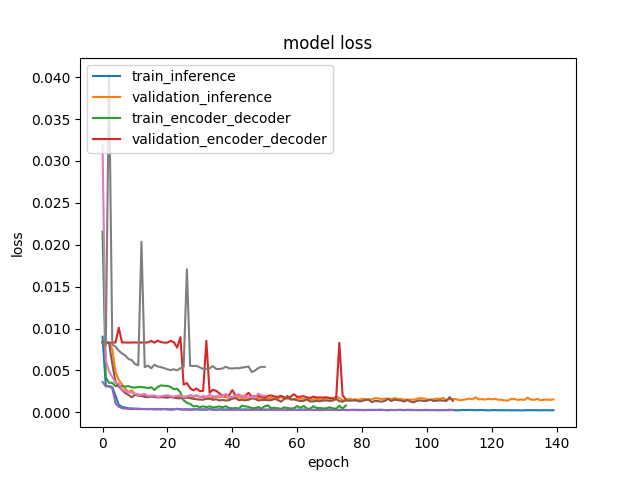 model loss
train_inference
validation_inference
train_encoder_decoder
validation_encoder_decoder
0.040
0.035
0.030
0.025
0.020
0.015
0.010
0.005
0.000
loss
0 20 40 60 80 100 120 140
epoch